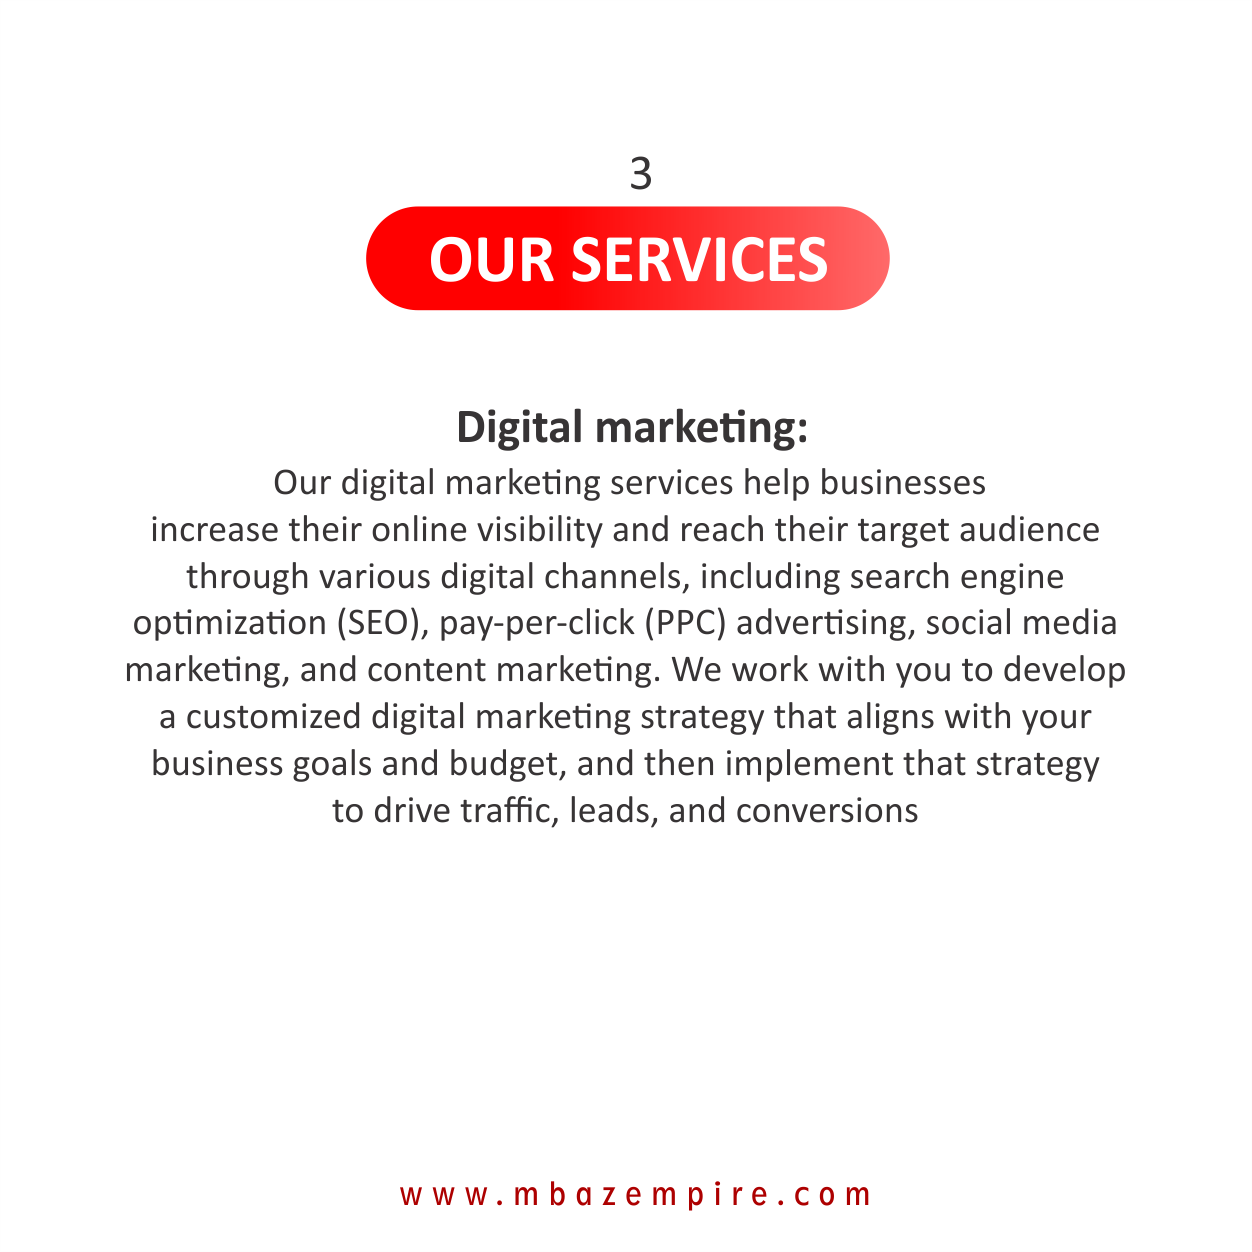 3
OUR SERVICES
Digital marketing:
Our digital marketing services help businesses
increase their online visibility and reach their target audience
through various digital channels, including search engine
optimization (SEO), pay-per-click (PPC) advertising, social media
marketing, and content marketing. We work with you to develop
a customized digital marketing strategy that aligns with your
business goals and budget, and then implement that strategy
to drive traffic, leads, and conversions
www.mbazempire.com